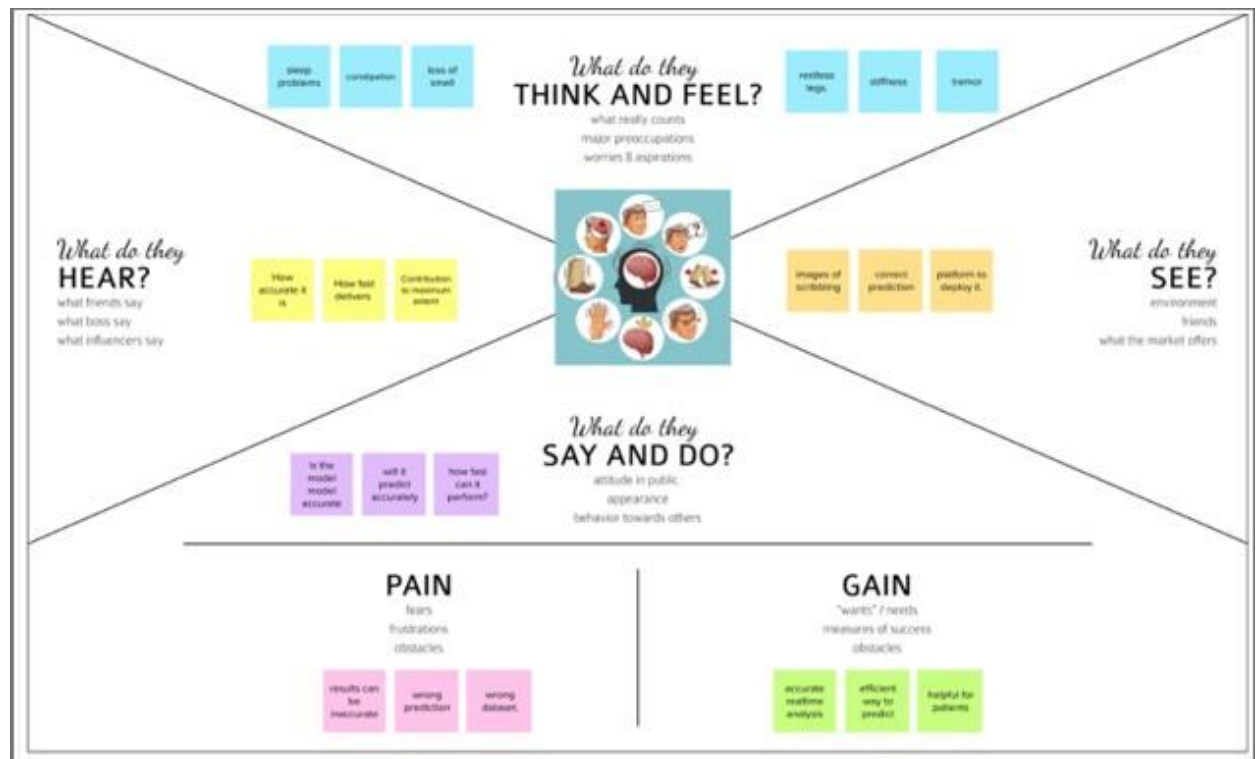 sleep
problems
constipation
loss of
smell
What do they
THINK AND FEEL?
what really counts
major preoccupations
worries & aspirations
restless
legs.
stiffness
tremor
What do they
HEAR?
what friends say
what boss say
what influencers say
How
accurate it
is
How fast
delivers
Contribution
to maximum
extent
images of
scribbling
correct
prediction
platform to
deploy it.
What do they
SEE?
environment
friends
what the market offers
What do they
SAY AND DO?
attitude in public
appearance
behavior towards others
is the
model
model
accurate
will it
predict
accurately
how fast
can it
perform?
PAIN
fears
frustrations
obstacles
results can
be
inaccurate
wrong
prediction
wrong
dataset.
GAIN
"wants" / needs
measures of success
obstacles
accurate
realtime
analysis
efficient
way to
predict
helpful for
patients